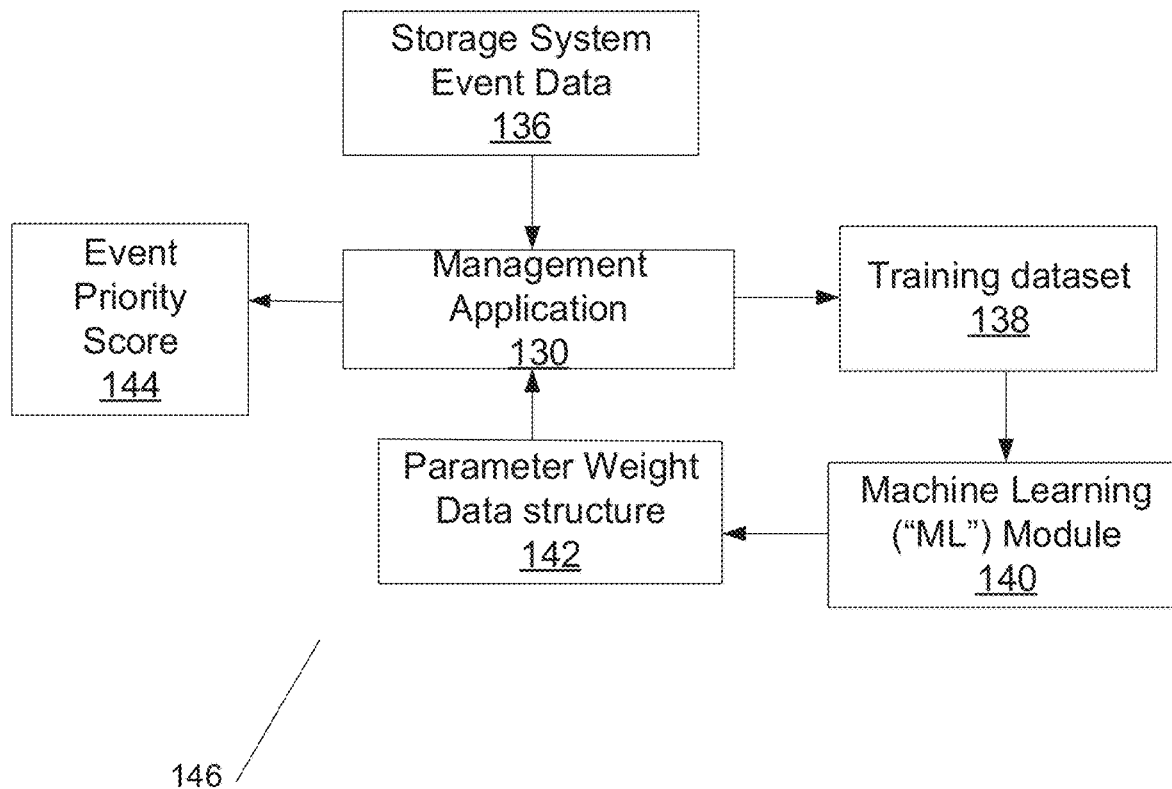 Storage System
Event Data
136
Event
Priority
Score
144
Management
Application
130
Training dataset
138
Parameter Weight
Data structure
142
Machine Learning
(“ML”) Module
140
146